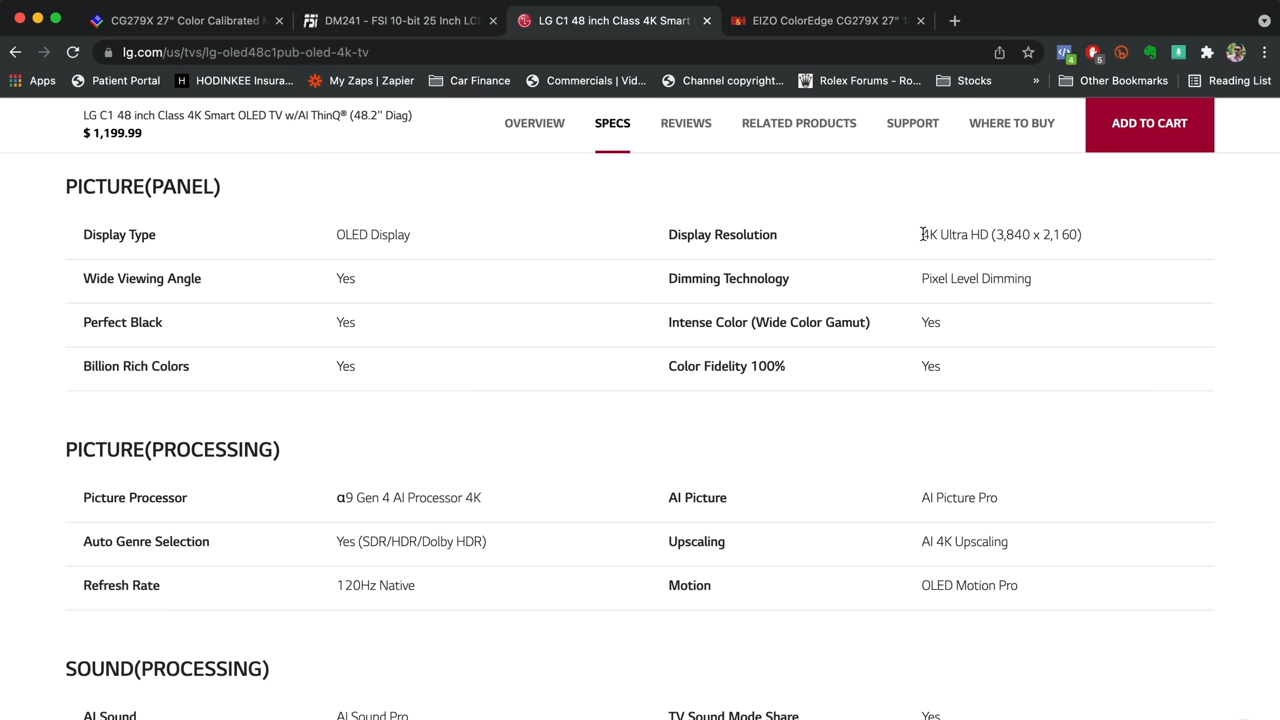 CG279X 27" Color Calibrated
DM241 - FSI 10-bit 25 Inch LC
LG C1 48 inch Class 4K Smart
EIZO ColorEdge CG279X 27"
lg.com/us/tvs/lg-oled48c1pub-oled-4k-tv
4
5
Apps
Patient Portal
HODINKEE Insura...
My Zaps | Zapier
Car Finance
Commercials | Vid...
Channel copyright...
Rolex Forums - Ro...
Stocks
»
Other Bookmarks
Reading List
LG C1 48 inch Class 4K Smart OLED TV w/AI ThinQ® (48.2'' Diag)
$ 1,199.99
OVERVIEW
SPECS
REVIEWS
RELATED PRODUCTS
SUPPORT
WHERE TO BUY
ADD TO CART
PICTURE(PANEL)
Display Type OLED Display Display Resolution 4K Ultra HD (3,840 x 2,160)
Wide Viewing Angle Yes Dimming Technology Pixel Level Dimming
Perfect Black Yes Intense Color (Wide Color Gamut) Yes
Billion Rich Colors Yes Color Fidelity 100% Yes
PICTURE(PROCESSING)
Picture Processor α9 Gen 4 AI Processor 4K AI Picture AI Picture Pro
Auto Genre Selection Yes (SDR/HDR/Dolby HDR) Upscaling AI 4K Upscaling
Refresh Rate 120Hz Native Motion OLED Motion Pro
SOUND(PROCESSING)
AI Sound AI Sound Pro TV Sound Mode Share Yes